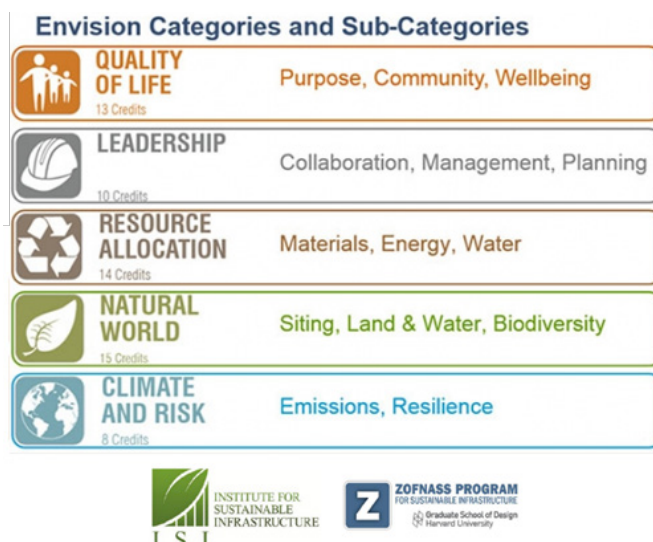 Envision Categories and Sub-Categories
QUALITY
OF LIFE
13 Credits
Purpose, Community, Wellbeing
LEADERSHIP
10 Credits
Collaboration, Management, Planning
RESOURCE
ALLOCATION
14 Credits
Materials, Energy, Water
NATURAL
WORLD
15 Credits
Siting, Land & Water, Biodiversity
CLIMATE
AND RISK
8 Credits
Emissions, Resilience
INSTITUTE FOR
SUSTAINABLE
INFRASTRUCTURE
I S I
Z
ZOFNASS PROGRAM
FOR SUSTAINABLE INFRASTRUCTURE
Graduate School of Design
Harvard University